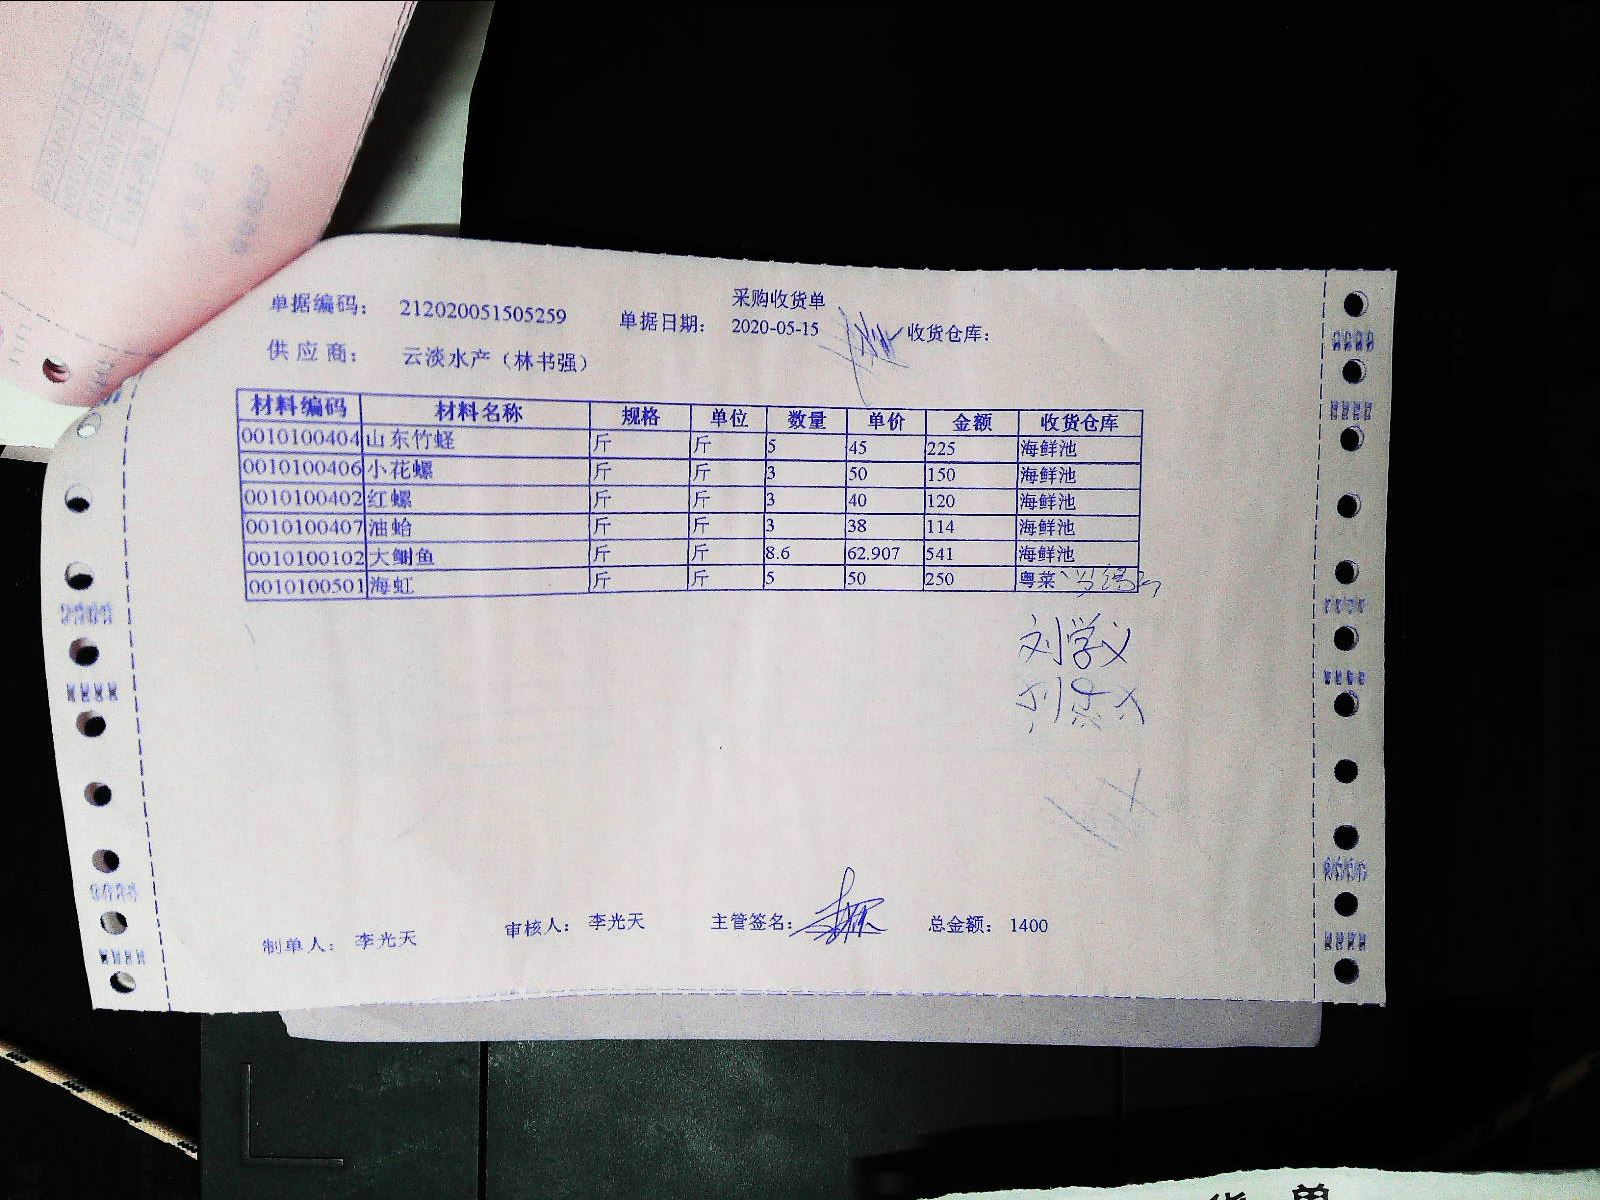 采购收货单
单据编码： 212020051505259 单据日期： 2020-05-15 收货仓库：
供应商： 云淡水产（林书强）
材料编码 材料名称 规格 单位 数量 单价 金额 收货仓库
0010100404 山东竹蛏 斤 斤 5 45 225 海鲜池
0010100406 小花螺 斤 斤 3 50 150 海鲜池
0010100402 红螺 斤 斤 3 40 120 海鲜池
0010100407 油蛤 斤 斤 3 38 114 海鲜池
0010100102 大鲷鱼 斤 斤 8.6 62.907 541 海鲜池
0010100501 海虹 斤 斤 5 50 250 粤菜
刘学义
制单人： 李光天 审核人： 李光天 主管签名： 总金额： 1400
货单